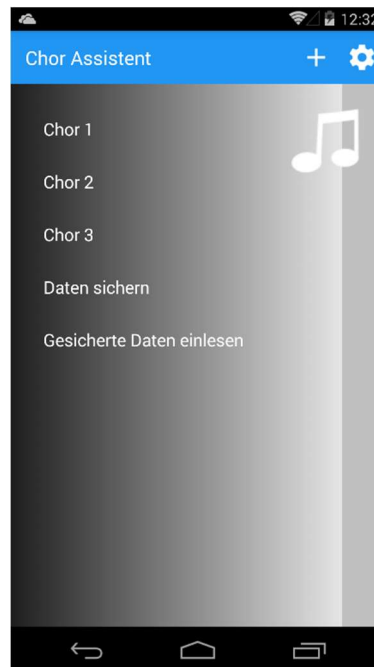 12:32
Chor Assistent
Chor 1
Chor 2
Chor 3
Daten sichern
Gesicherte Daten einlesen